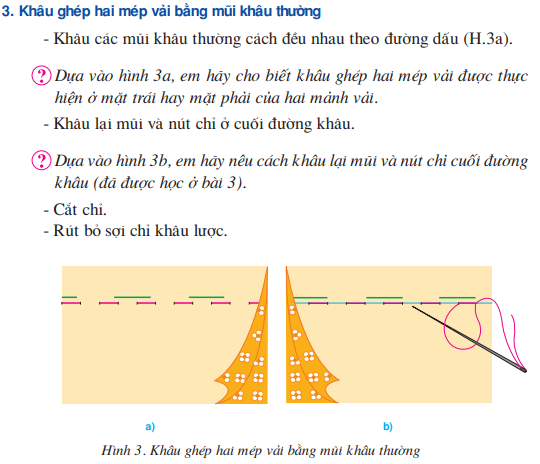 3. Khâu ghép hai mép vải bằng mũi khâu thường
- Khâu các mũi khâu thường cách đều nhau theo đường dấu (H.3a).
? Dựa vào hình 3a, em hãy cho biết khâu ghép hai mép vải được thực
hiện ở mặt trái hay mặt phải của hai mảnh vải.
- Khâu lại mũi và nút chỉ ở cuối đường khâu.
? Dựa vào hình 3b, em hãy nêu cách khâu lại mũi và nút chỉ cuối đường
khâu (đã được học ở bài 3).
- Cắt chỉ.
- Rút bỏ sợi chỉ khâu lược.
a) b)
Hình 3. Khâu ghép hai mép vải bằng mũi khâu thường